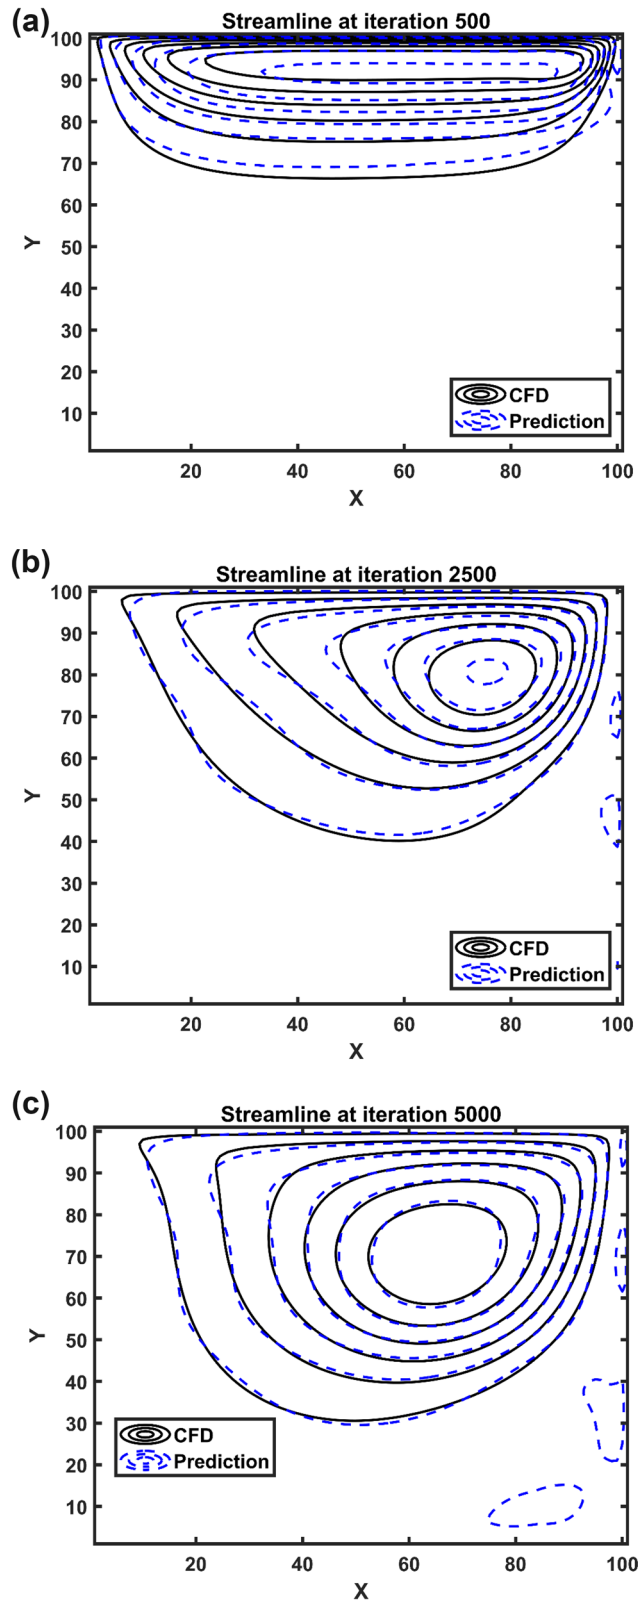 (a)
Streamline at iteration 500
100
90
80
70
60
50
40
30
20
10
Y
CFD
Prediction
20 40 60 80 100
X
(b)
Streamline at iteration 2500
100
90
80
70
60
50
40
30
20
10
Y
CFD
Prediction
20 40 60 80 100
X
(c)
Streamline at iteration 5000
100
90
80
70
60
50
40
30
20
10
Y
CFD
Prediction
20 40 60 80 100
X